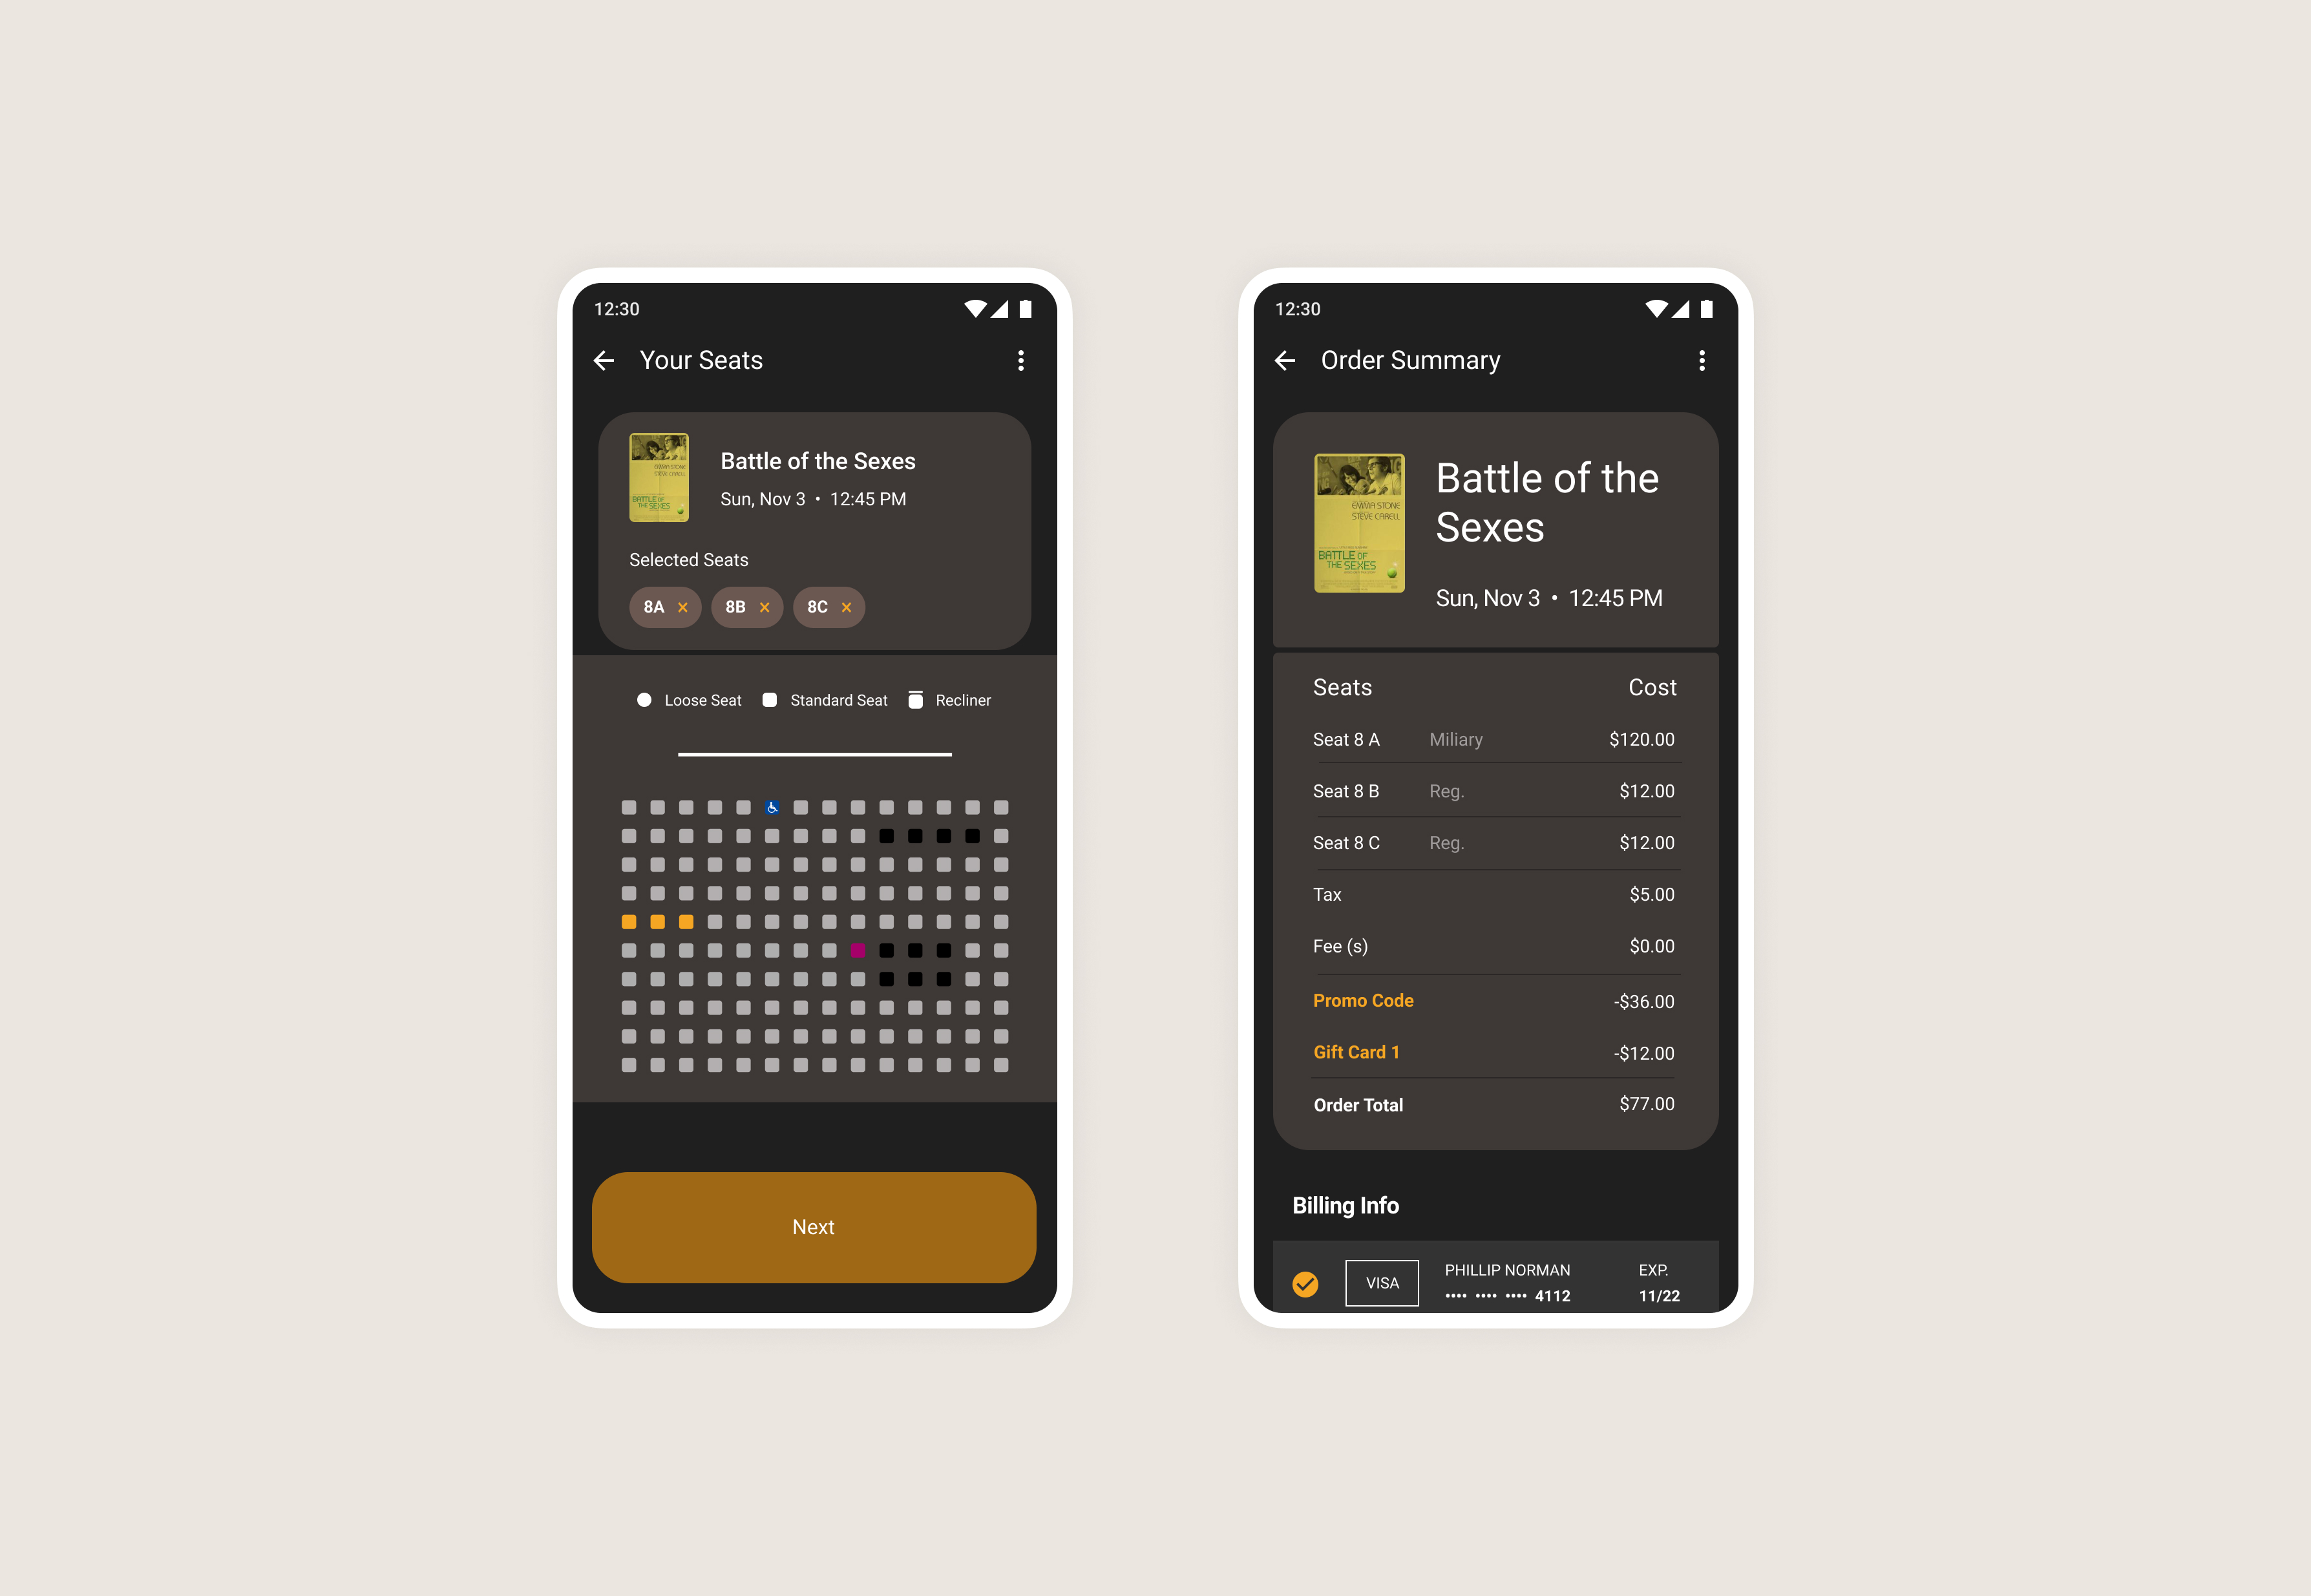 12:30
Your Seats
EMMA STONE
STEVE CARELL
BATTLE OF
THE SEXES
Battle of the Sexes
Sun, Nov 3 • 12:45 PM
Selected Seats
8A ×
8B ×
8C ×
Loose Seat
Standard Seat
Recliner
Next
12:30
Order Summary
EMMA STONE
STEVE CARELL
BATTLE OF
THE SEXES
Battle of the
Sexes
Sun, Nov 3 • 12:45 PM
Seats Cost
Seat 8 A Miliary $120.00
Seat 8 B Reg. $12.00
Seat 8 C Reg. $12.00
Tax $5.00
Fee (s) $0.00
Promo Code -$36.00
Gift Card 1 -$12.00
Order Total $77.00
Billing Info
VISA
PHILLIP NORMAN EXP.
•••• •••• •••• 4112 11/22